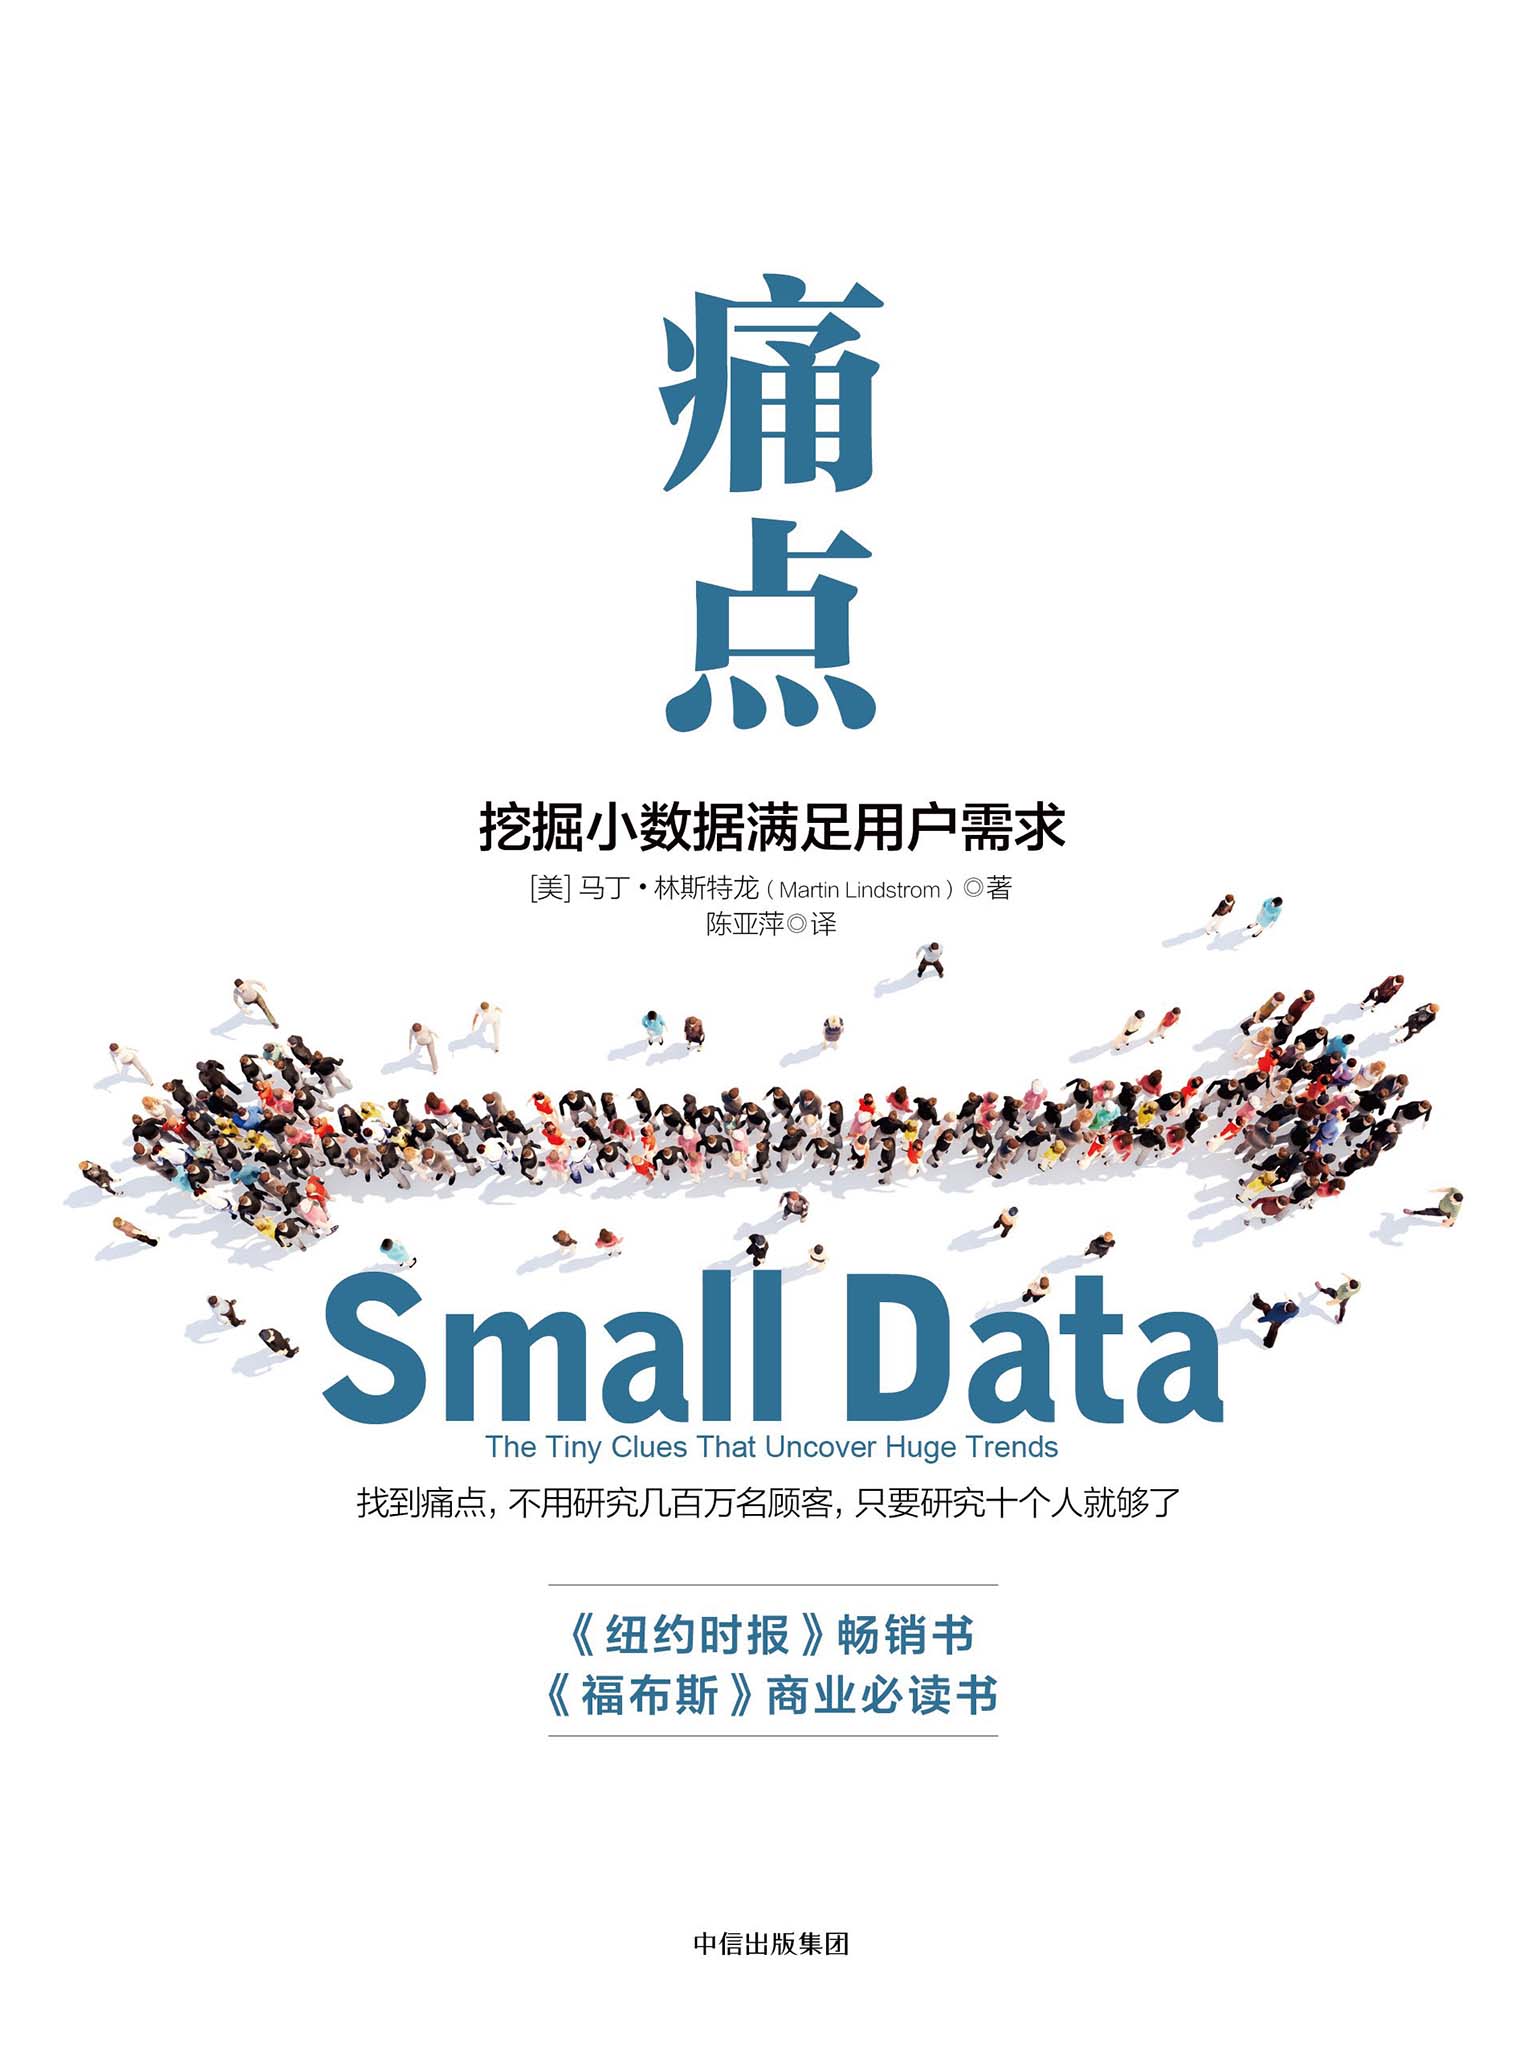 痛点
挖掘小数据满足用户需求
[美] 马丁·林斯特龙（Martin Lindstrom）◎著
陈亚萍◎译
Small Data
The Tiny Clues That Uncover Huge Trends
找到痛点，不用研究几百万名顾客，只要研究十个人就够了
《纽约时报》畅销书
《福布斯》商业必读书
中信出版集团